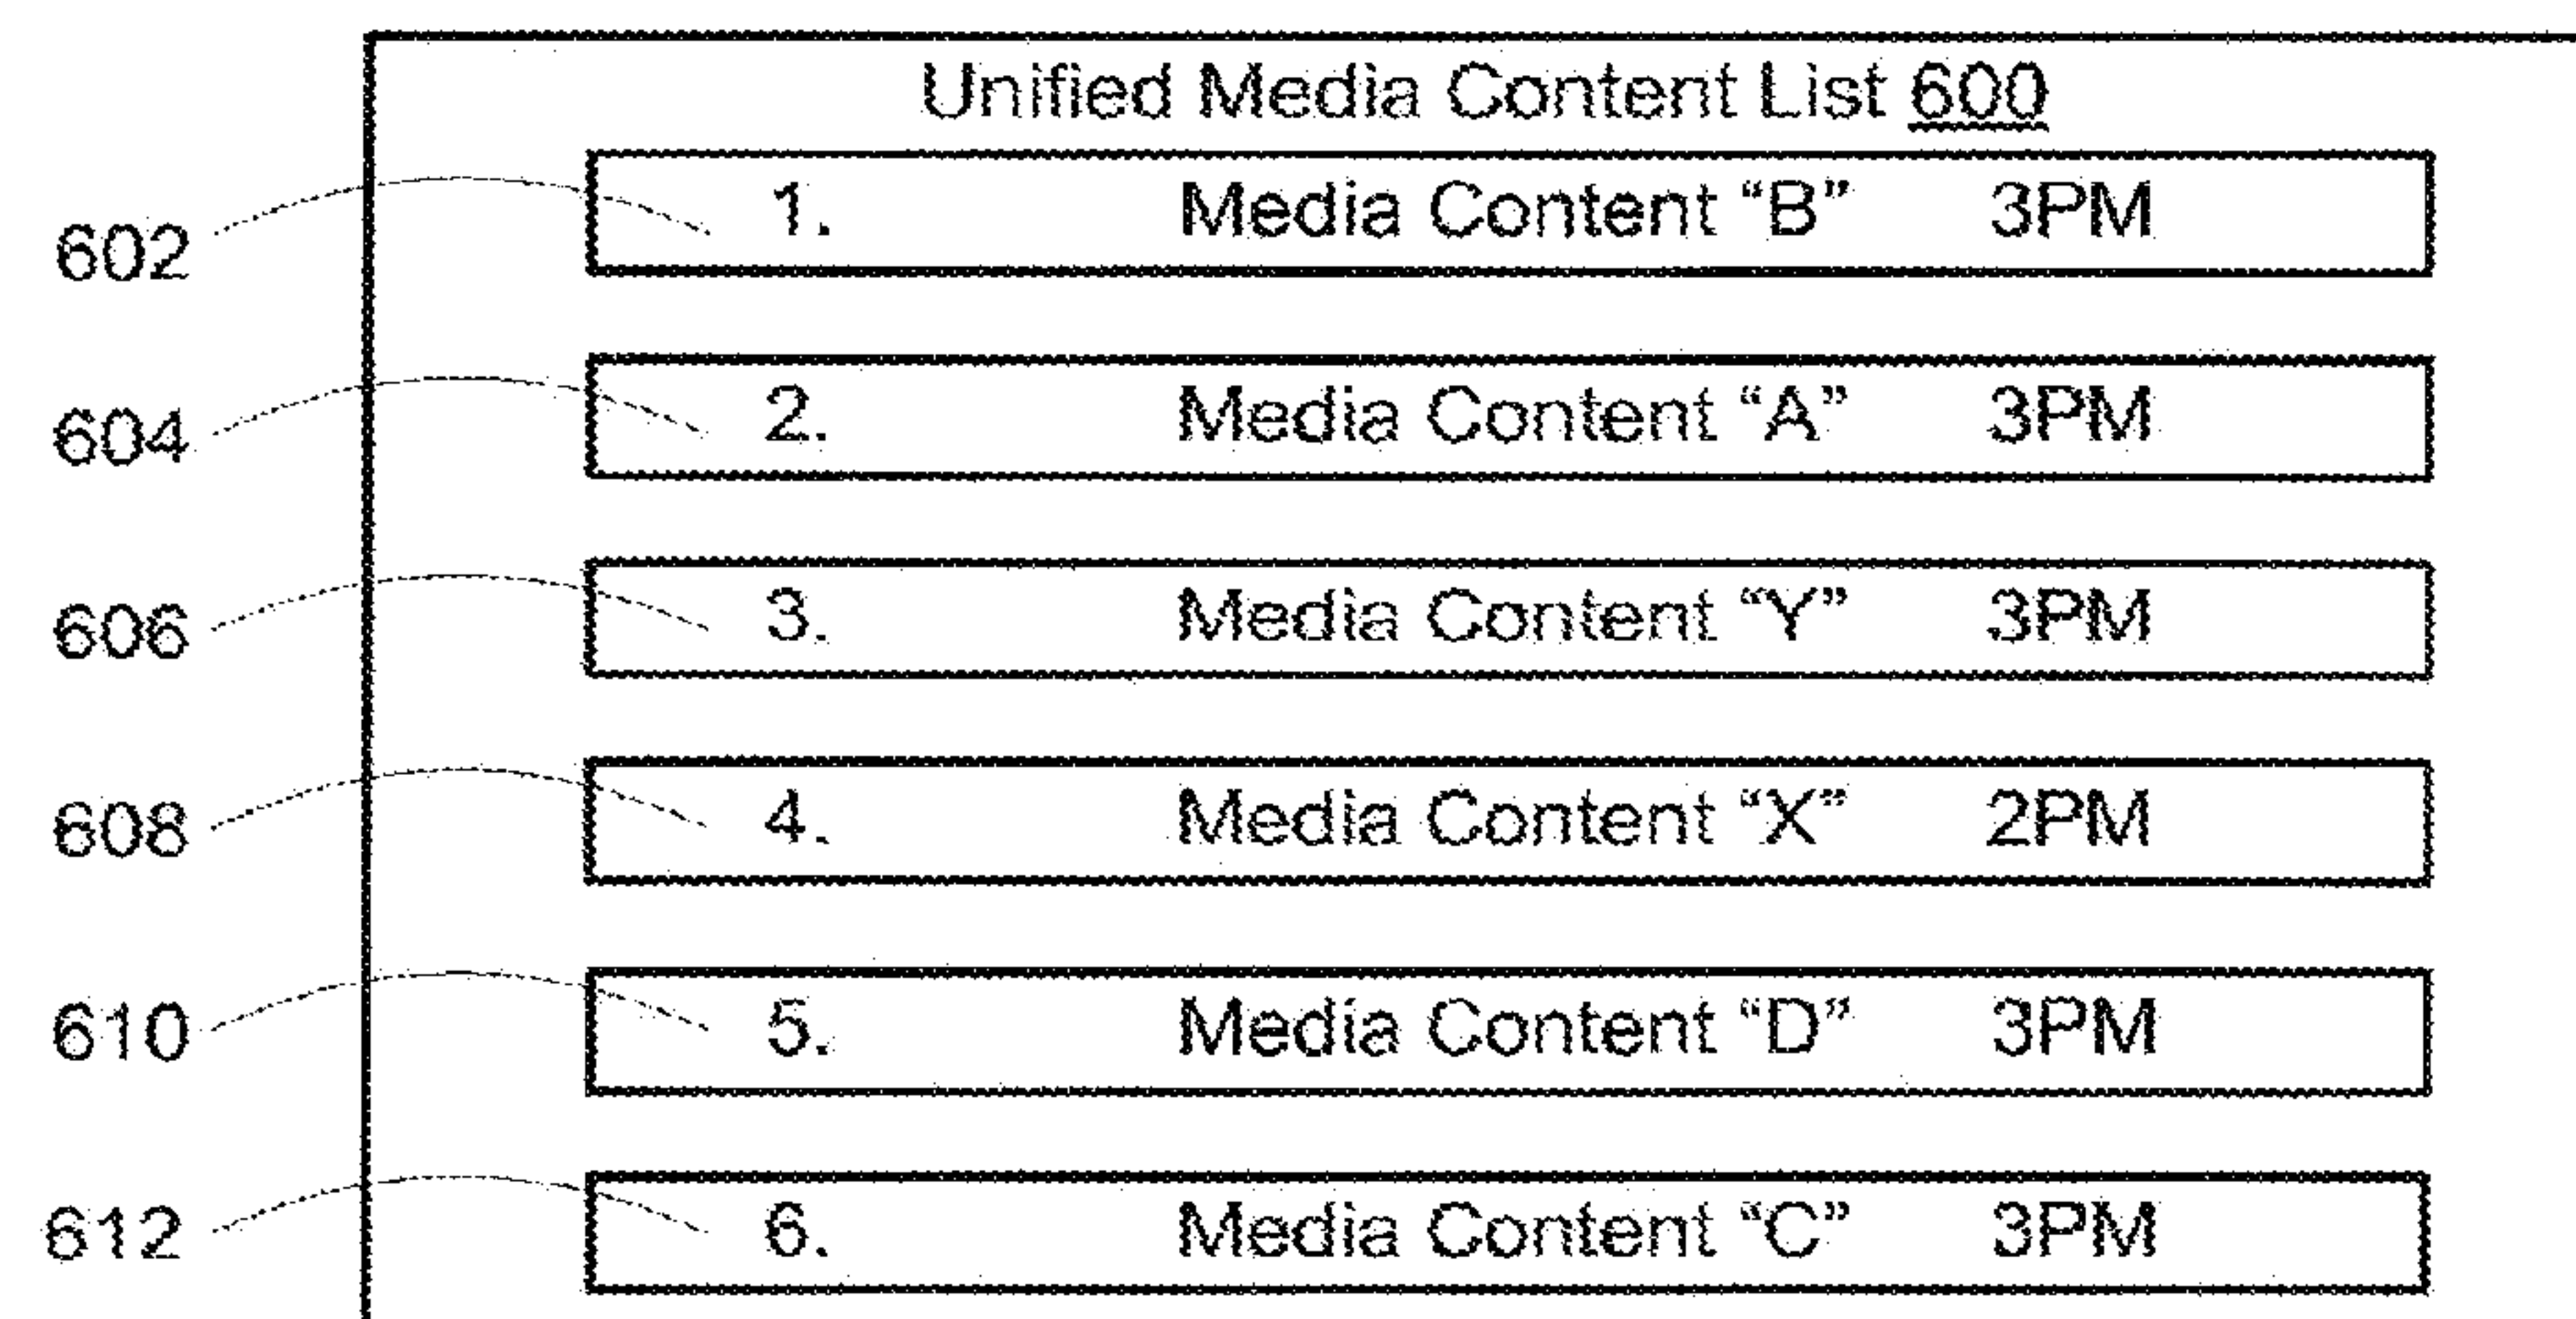 Unified Media Content List 600
602 1. Media Content “B” 3PM
604 2. Media Content “A” 3PM
606 3. Media Content “Y” 3PM
608 4. Media Content “X” 2PM
610 5. Media Content “D” 3PM
612 6. Media Content “C” 3PM